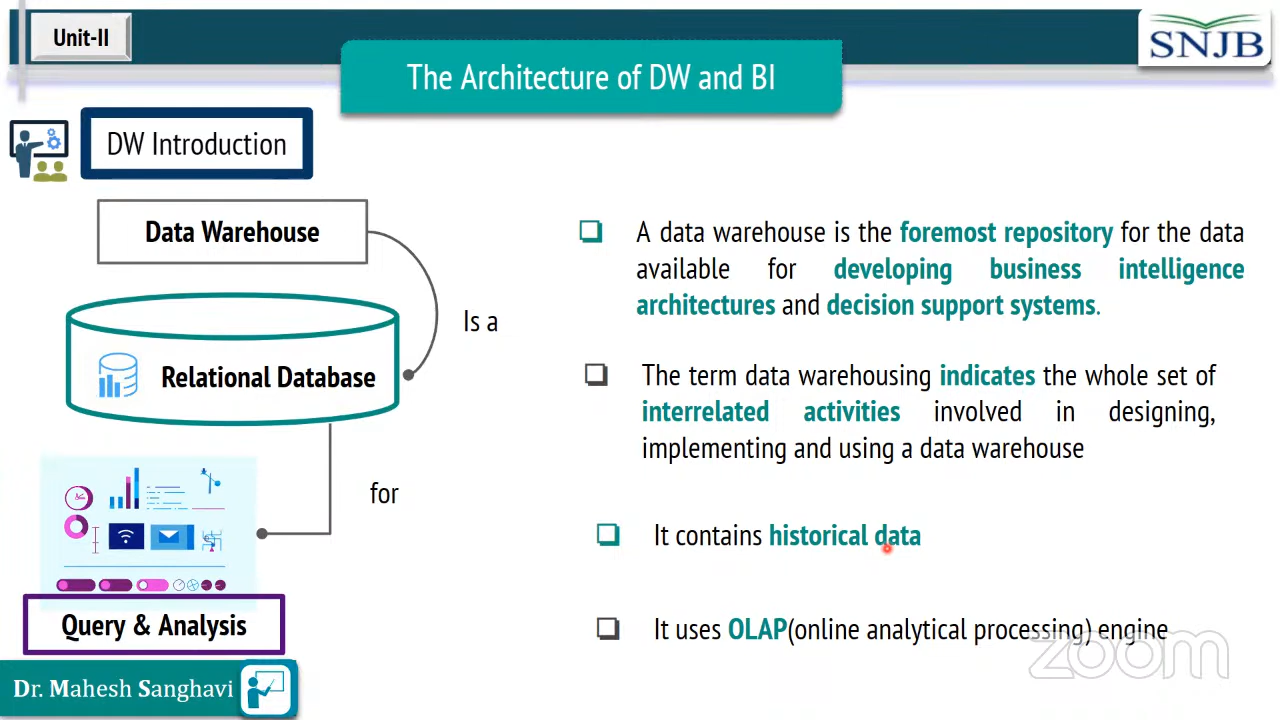 Unit-II
SNJB
The Architecture of DW and BI
DW Introduction
Data Warehouse
Is a
Relational Database
for
Query & Analysis
A data warehouse is the foremost repository for the data
available for developing business intelligence
architectures and decision support systems.
The term data warehousing indicates the whole set of
interrelated activities involved in designing,
implementing and using a data warehouse
It contains historical data
It uses OLAP(online analytical processing) engine
zoom
Dr. Mahesh Sanghavi